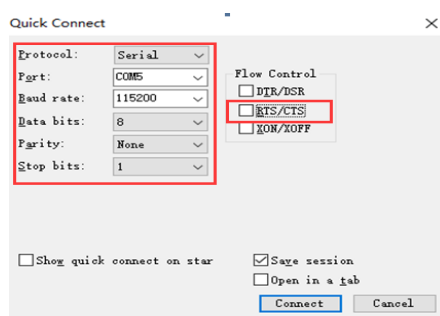 Quick Connect
Protocol: Serial
Port: COM5
Baud rate: 115200
Data bits: 8
Parity: None
Stop bits: 1
Flow Control
DTR/DSR
RTS/CTS
XON/XOFF
Show quick connect on star
Save session
Open in a tab
Connect
Cancel